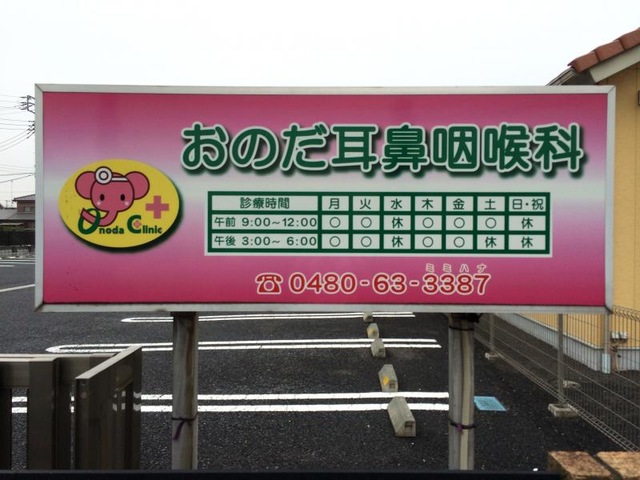 おのだ耳鼻咽喉科
Onoda Clinic
診療時間 月 火 水 木 金 土 日・祝
午前 9:00~12:00 ○ ○ 休 ○ ○ ○ 休
午後 3:00~ 6:00 ○ ○ 休 ○ ○ 休 休
ミミハナ
☎ 0480-63-3387